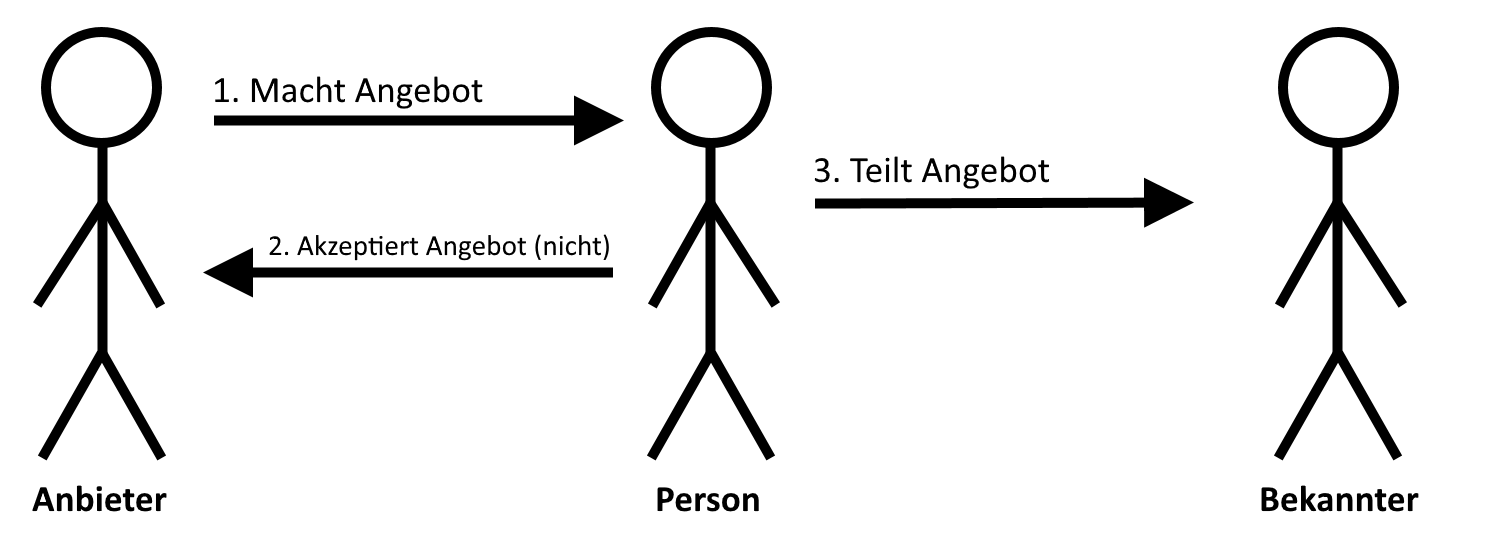 1. Macht Angebot
3. Teilt Angebot
2. Akzeptiert Angebot (nicht)
Anbieter
Person
Bekannter